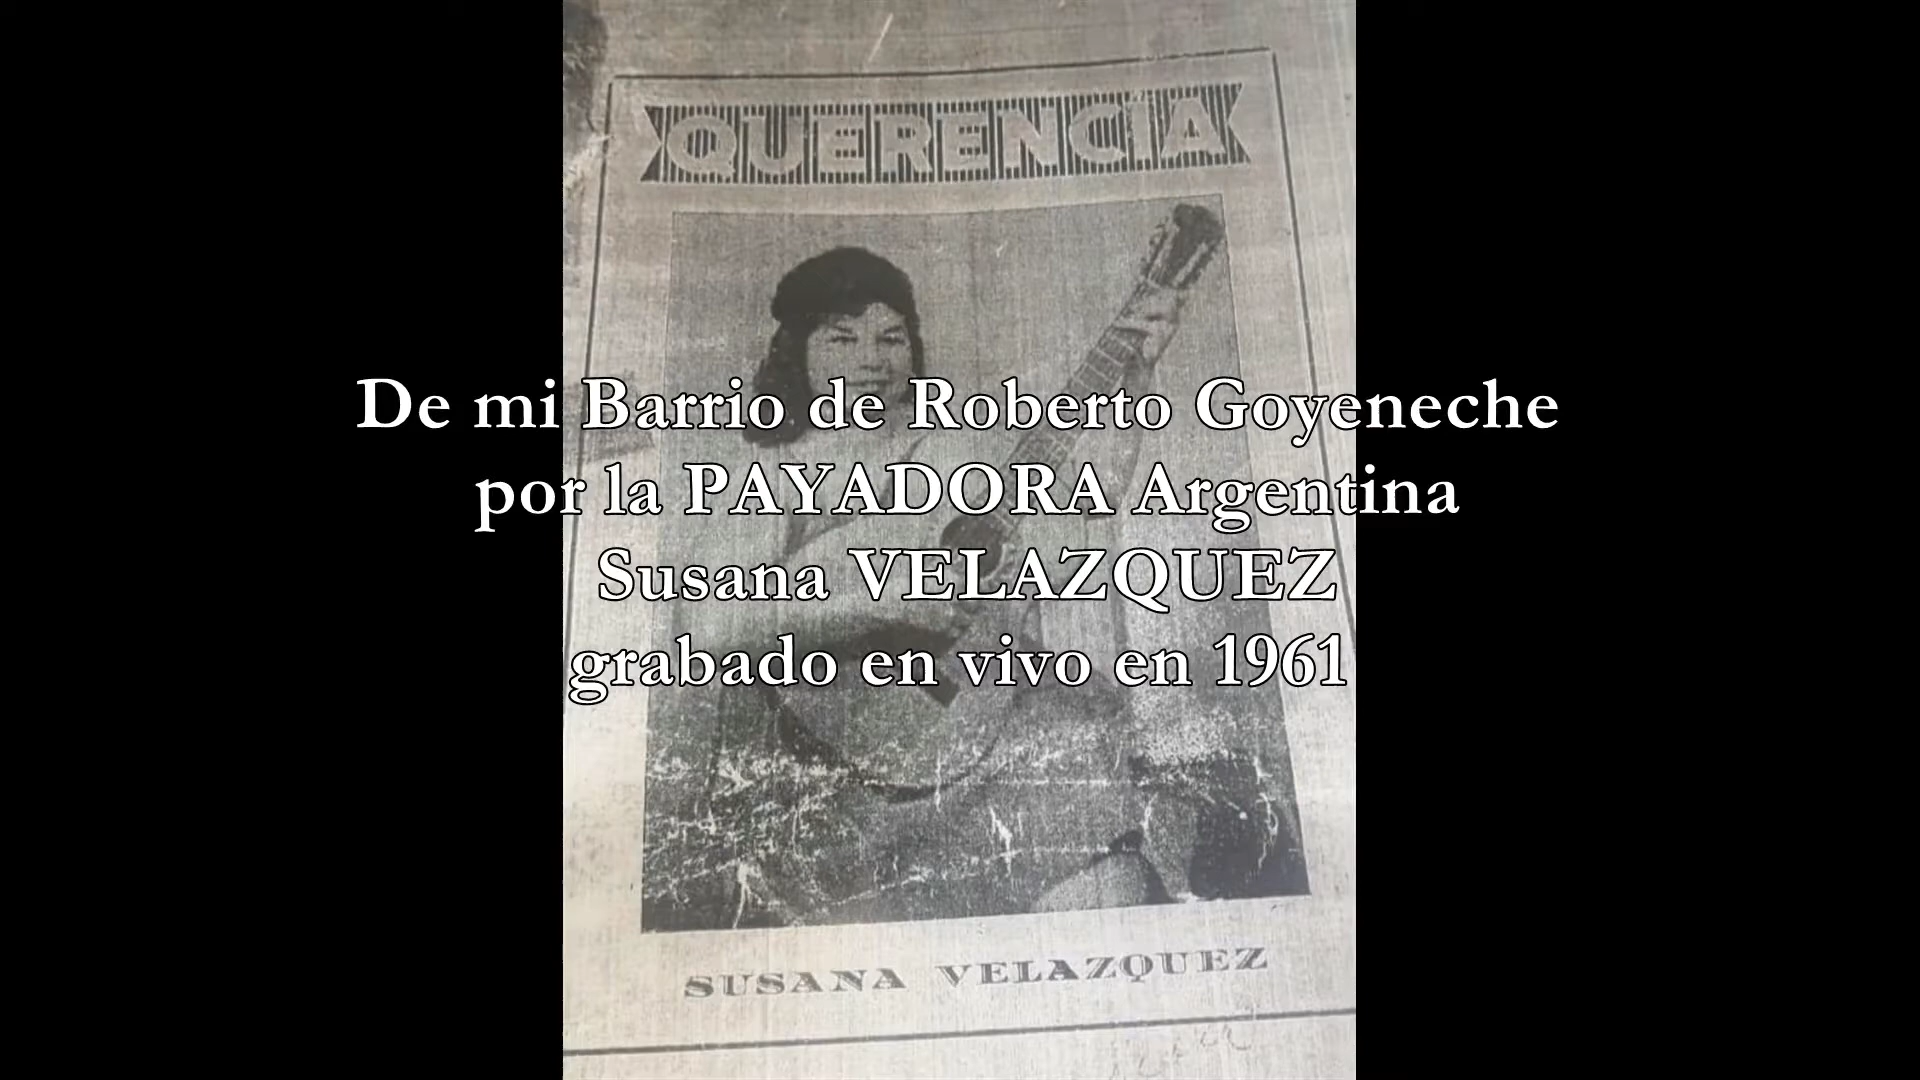 QUERENCIA
De mi Barrio de Roberto Goyeneche
por la PAYADORA Argentina
Susana VELAZQUEZ
grabado en vivo en 1961
SUSANA VELAZQUEZ